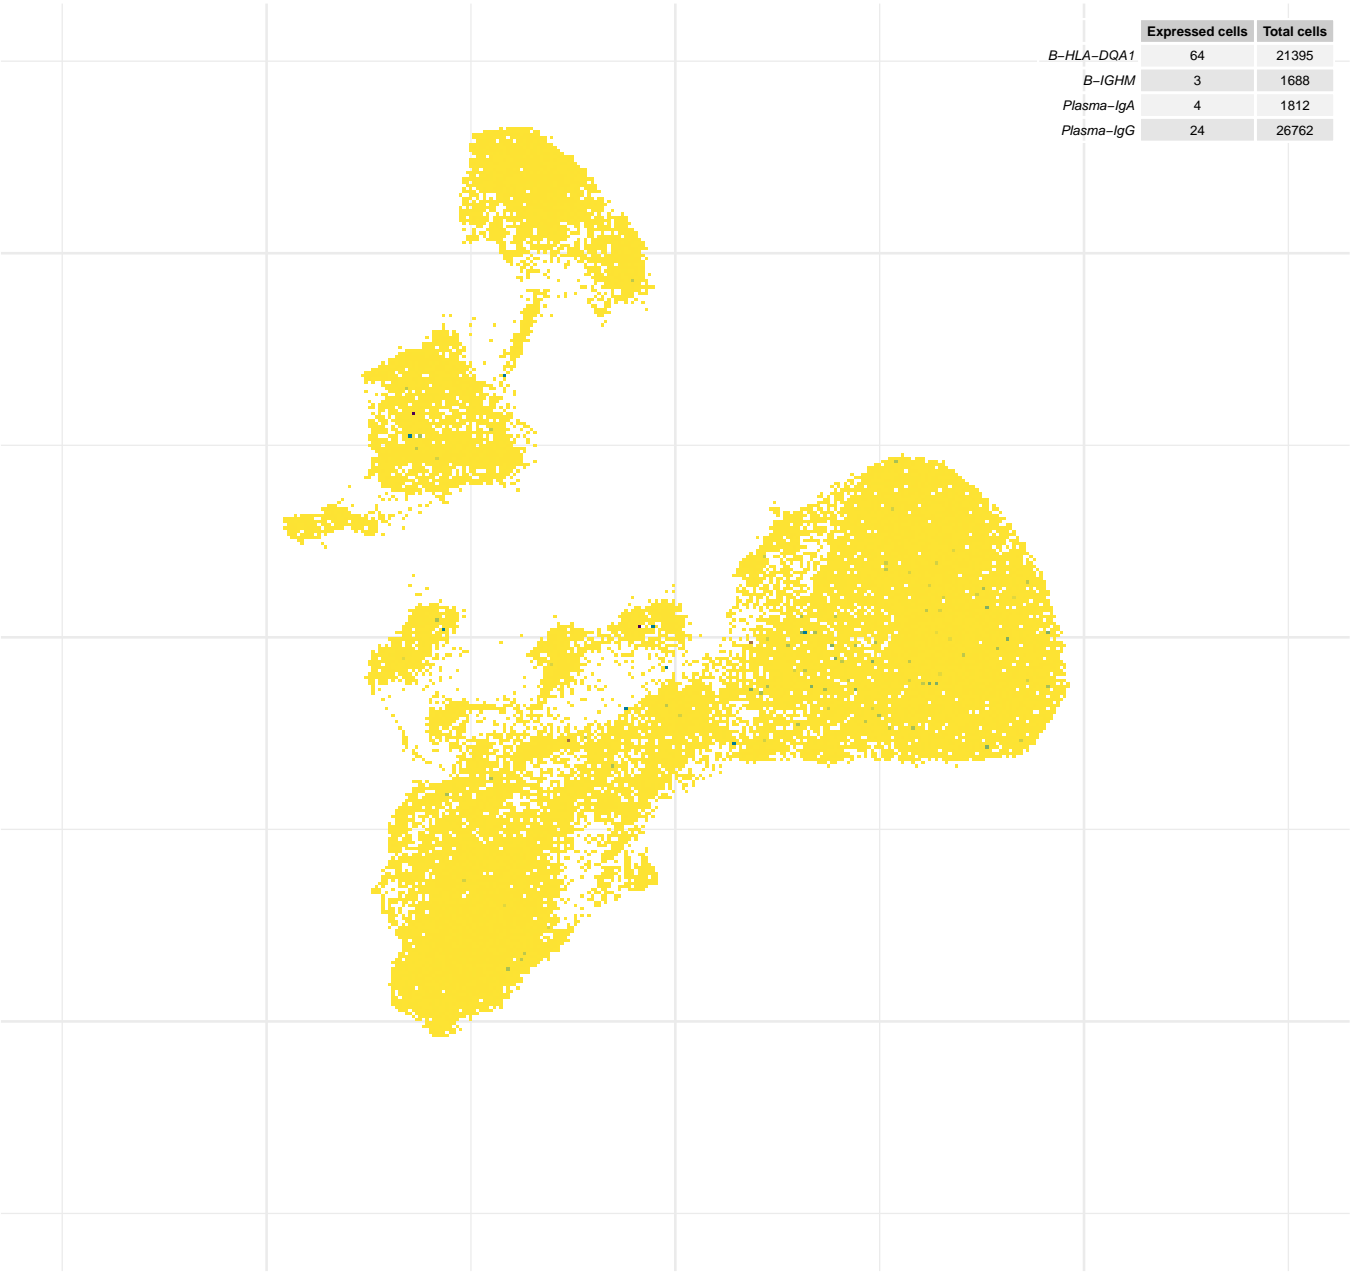 Expressed cells Total cells
B−HLA−DQA1 64 21395
B−IGHM 3 1688
Plasma−IgA 4 1812
Plasma−IgG 24 26762